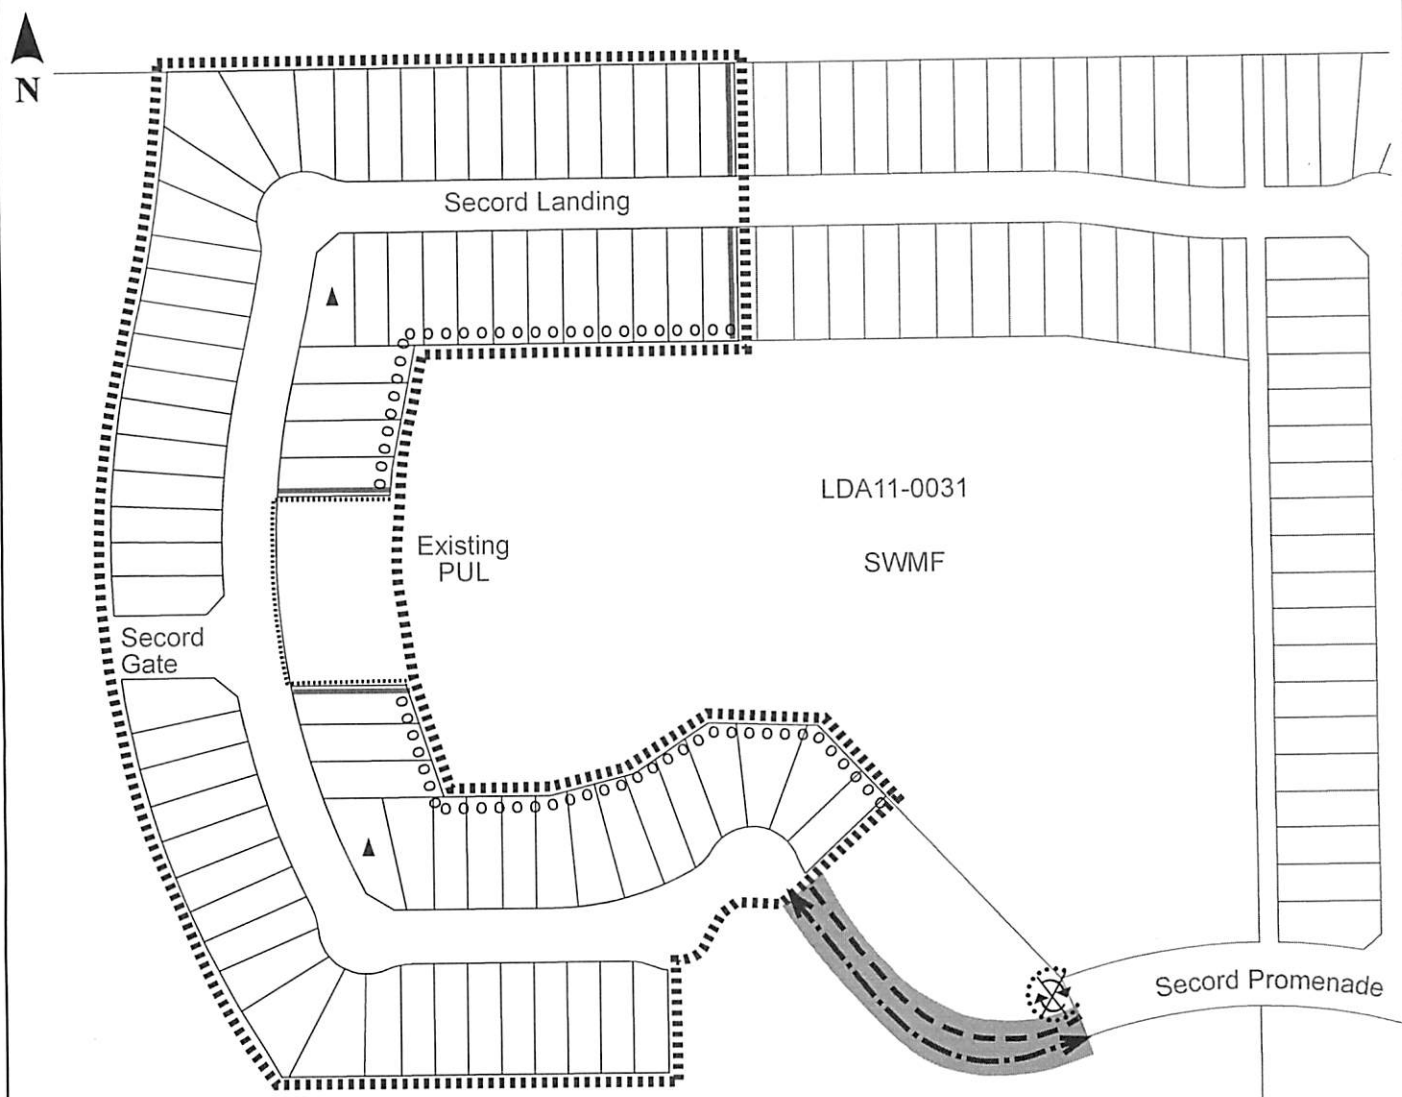 N
Secord Landing
LDA11-0031
Existing
PUL
SWMF
Secord
Gate
Secord Promenade